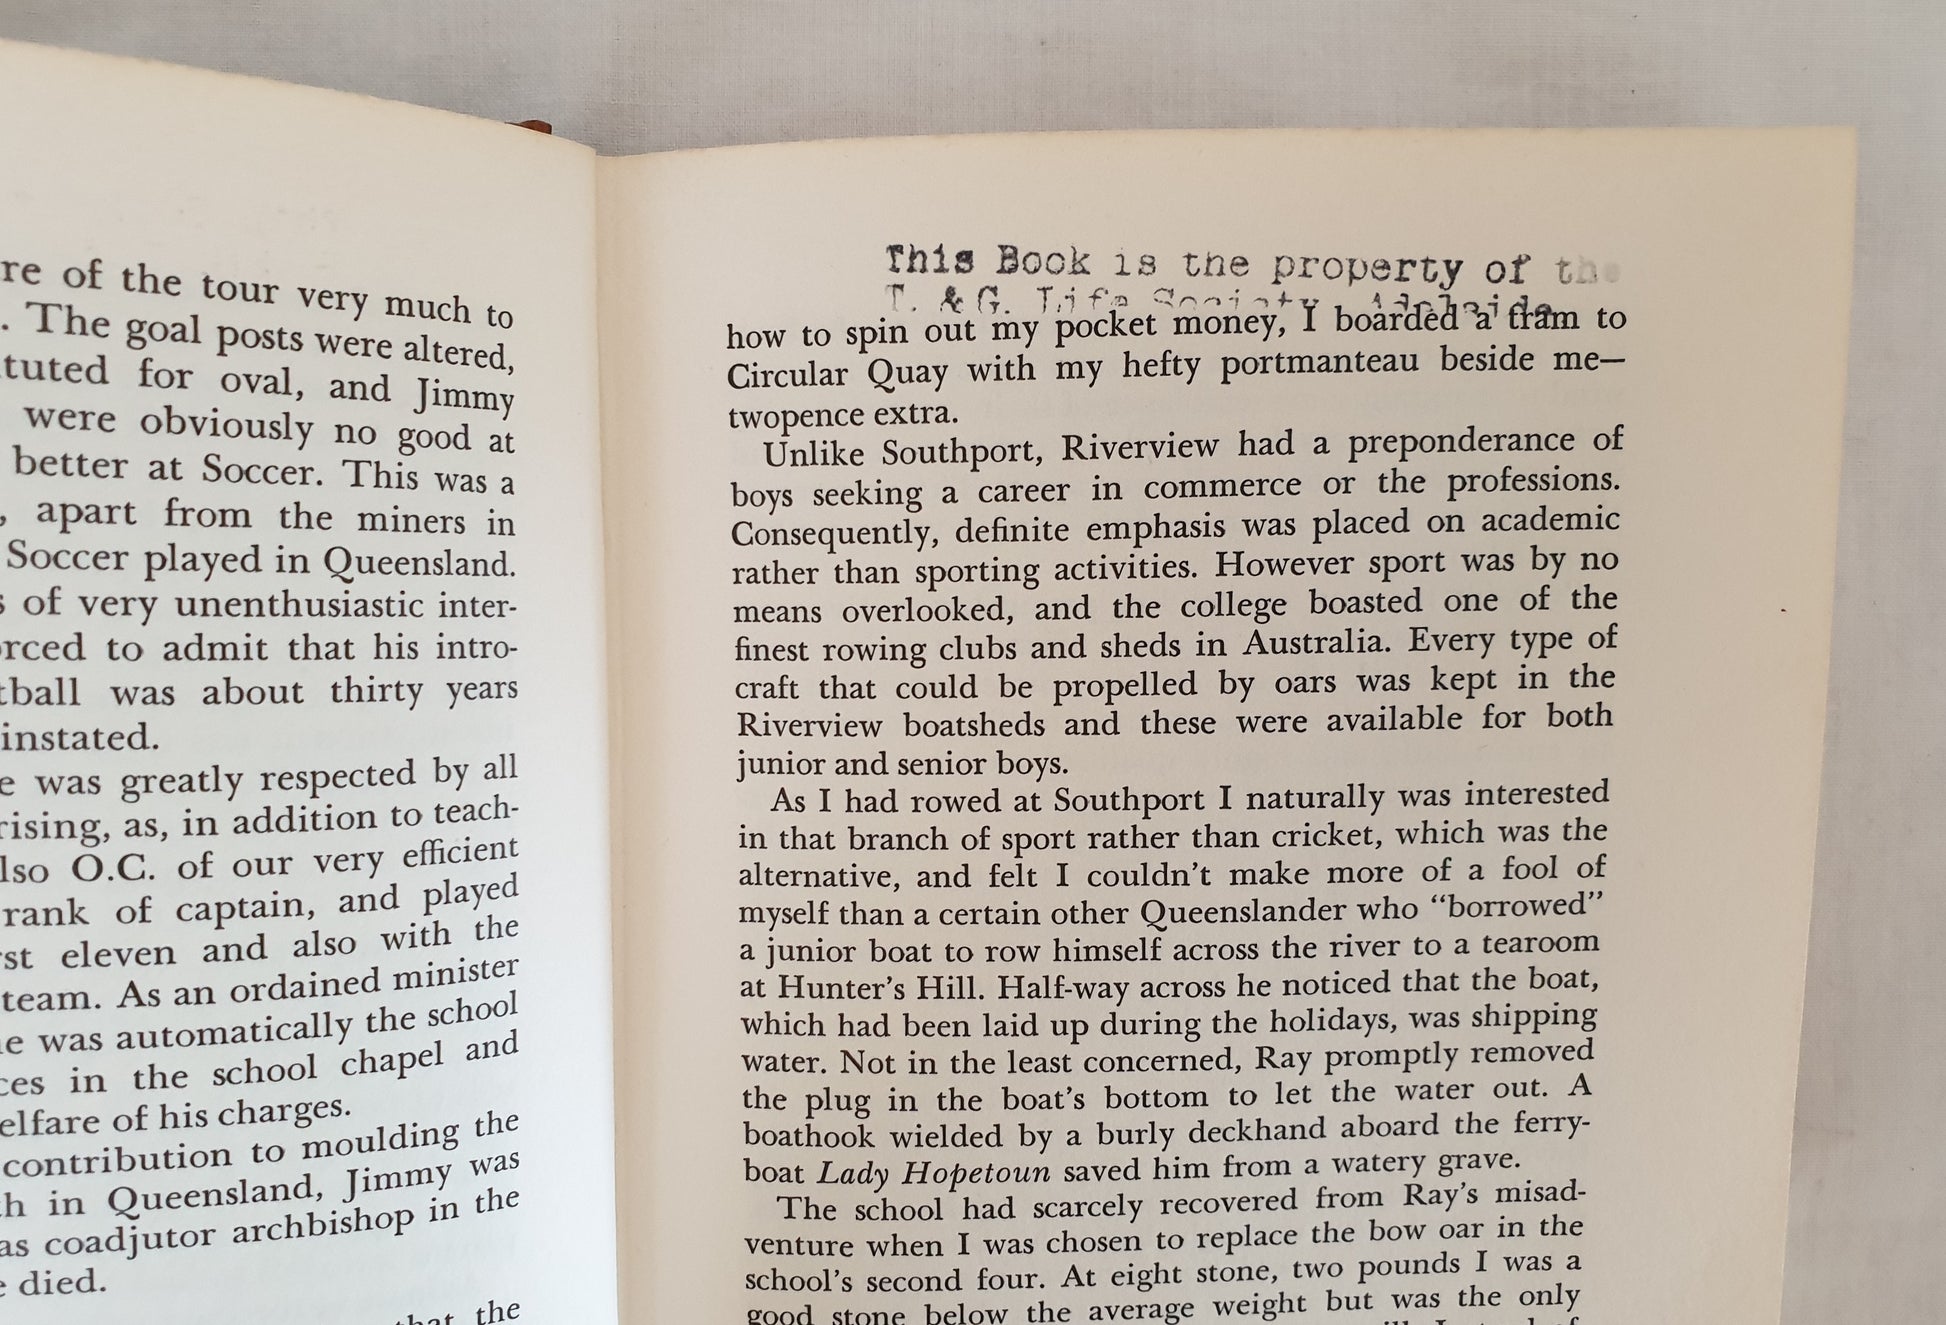 re of the tour very much to
. The goal posts were altered,
tuted for oval, and Jimmy
were obviously no good at
better at Soccer. This was a
, apart from the miners in
Soccer played in Queensland.
s of very unenthusiastic inter-
rced to admit that his intro-
tball was about thirty years
instated.
e was greatly respected by all
rising, as, in addition to teach-
lso O.C. of our very efficient
rank of captain, and played
rst eleven and also with the
team. As an ordained minister
e was automatically the school
ces in the school chapel and
elfare of his charges.
contribution to moulding the
th in Queensland, Jimmy was
as coadjutor archbishop in the
e died.
that the
This Book is the property of the
T. & G. Life Society, Adelaide
how to spin out my pocket money, I boarded a tram to
Circular Quay with my hefty portmanteau beside me—
twopence extra.
Unlike Southport, Riverview had a preponderance of
boys seeking a career in commerce or the professions.
Consequently, definite emphasis was placed on academic
rather than sporting activities. However sport was by no
means overlooked, and the college boasted one of the
finest rowing clubs and sheds in Australia. Every type of
craft that could be propelled by oars was kept in the
Riverview boatsheds and these were available for both
junior and senior boys.
As I had rowed at Southport I naturally was interested
in that branch of sport rather than cricket, which was the
alternative, and felt I couldn't make more of a fool of
myself than a certain other Queenslander who “borrowed”
a junior boat to row himself across the river to a tearoom
at Hunter's Hill. Half-way across he noticed that the boat,
which had been laid up during the holidays, was shipping
water. Not in the least concerned, Ray promptly removed
the plug in the boat's bottom to let the water out. A
boathook wielded by a burly deckhand aboard the ferry-
boat Lady Hopetoun saved him from a watery grave.
The school had scarcely recovered from Ray's misad-
venture when I was chosen to replace the bow oar in the
school's second four. At eight stone, two pounds I was a
good stone below the average weight but was the only